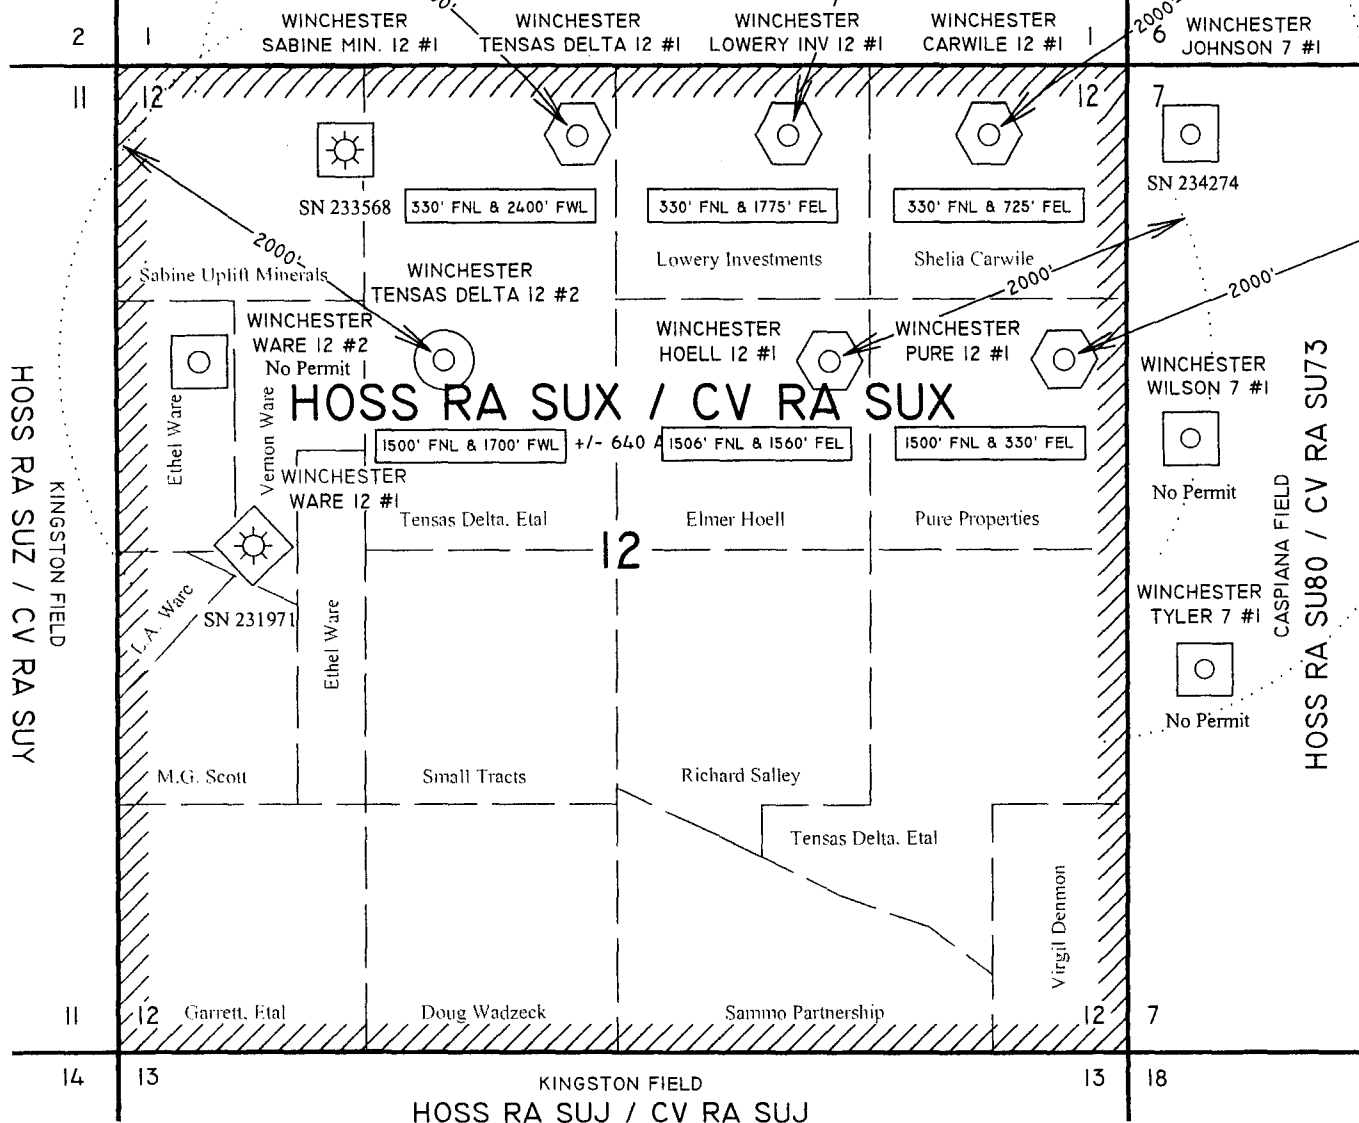 2
1
WINCHESTER
SABINE MIN. 12 #1
WINCHESTER
TENSAS DELTA 12 #1
WINCHESTER
LOWERY INV 12 #1
WINCHESTER
CARWILE 12 #1
1
2000'
6
WINCHESTER
JOHNSON 7 #1
11
12
12
7
SN 233568
330' FNL & 2400' FWL
330' FNL & 1775' FEL
330' FNL & 725' FEL
SN 234274
2000'
Sabine Uplift Minerals
WINCHESTER
TENSAS DELTA 12 #2
Lowery Investments
Shelia Carwile
2000'
2000'
WINCHESTER
WARE 12 #2
No Permit
WINCHESTER
HOELL 12 #1
WINCHESTER
PURE 12 #1
WINCHESTER
WILSON 7 #1
No Permit
HOSS RA SUX / CV RA SUX
1500' FNL & 1700' FWL
+/- 640 A
1506' FNL & 1560' FEL
1500' FNL & 330' FEL
Ethel Ware
Vernon Ware
WINCHESTER
WARE 12 #1
Tensas Delta, Etal
Elmer Hoell
Pure Properties
12
SN 231971
L.A. Ware
Ethel Ware
WINCHESTER
TYLER 7 #1
No Permit
KINGSTON FIELD
HOSS RA SUZ / CV RA SUY
CASPIANA FIELD
HOSS RA SU80 / CV RA SU73
M.G. Scott
Small Tracts
Richard Salley
Tensas Delta, Etal
Virgil Denmon
11
12
Garrett, Etal
Doug Wadzeck
Sammo Partnership
12
7
14
13
13
18
KINGSTON FIELD
HOSS RA SUJ / CV RA SUJ